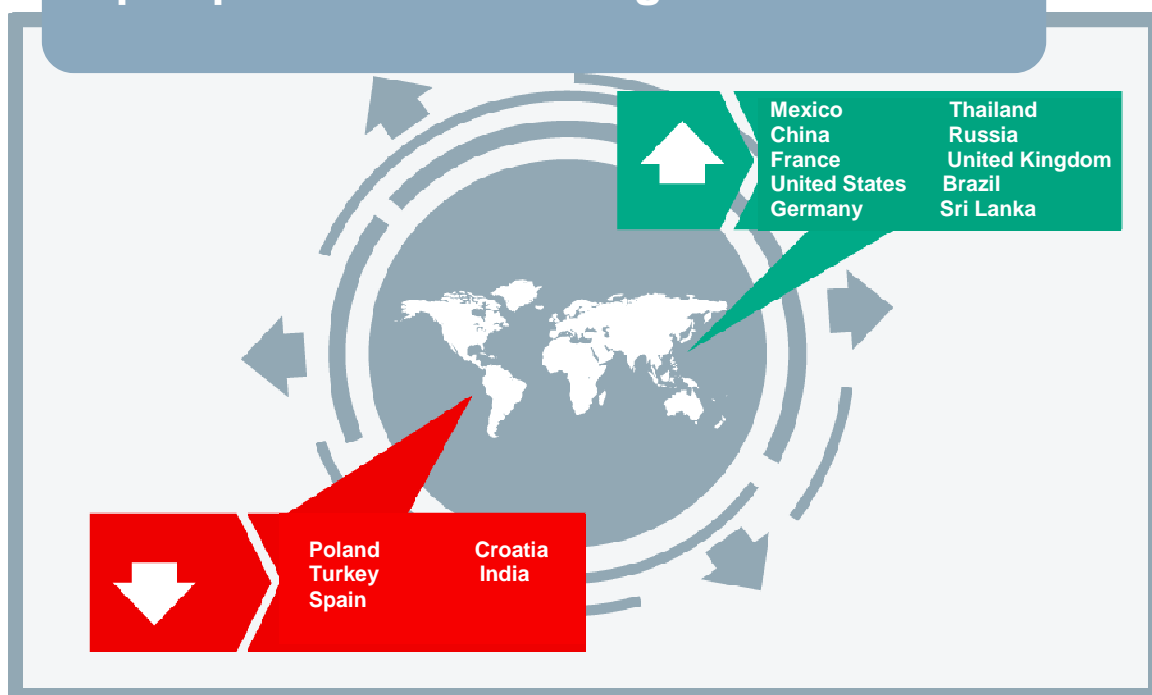 Mexico Thailand
China Russia
France United Kingdom
United States Brazil
Germany Sri Lanka
Poland Croatia
Turkey India
Spain